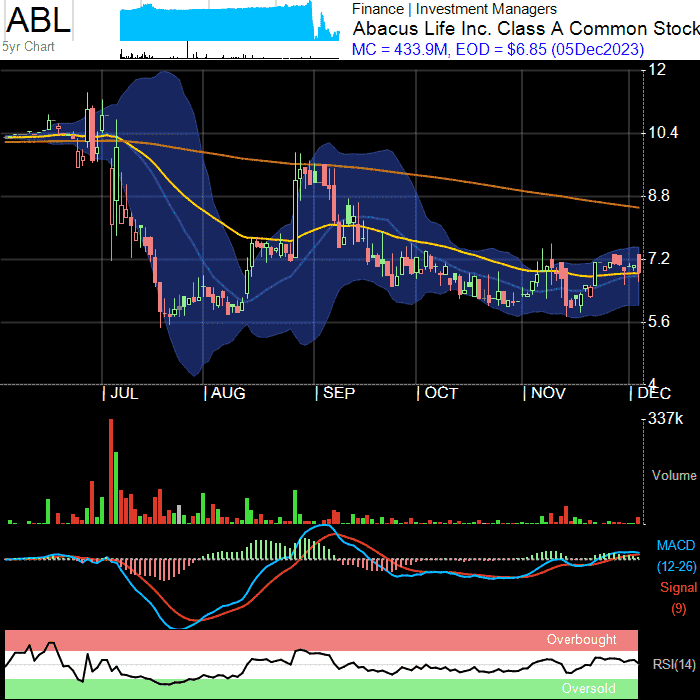 ABL
5yr Chart
Finance | Investment Managers
Abacus Life Inc. Class A Common Stock
MC = 433.9M, EOD = $6.85 (05Dec2023)
12
10.4
8.8
7.2
5.6
4
JUL AUG SEP OCT NOV DEC
337k
Volume
MACD
(12-26)
Signal
(9)
Overbought
RSI(14)
Oversold